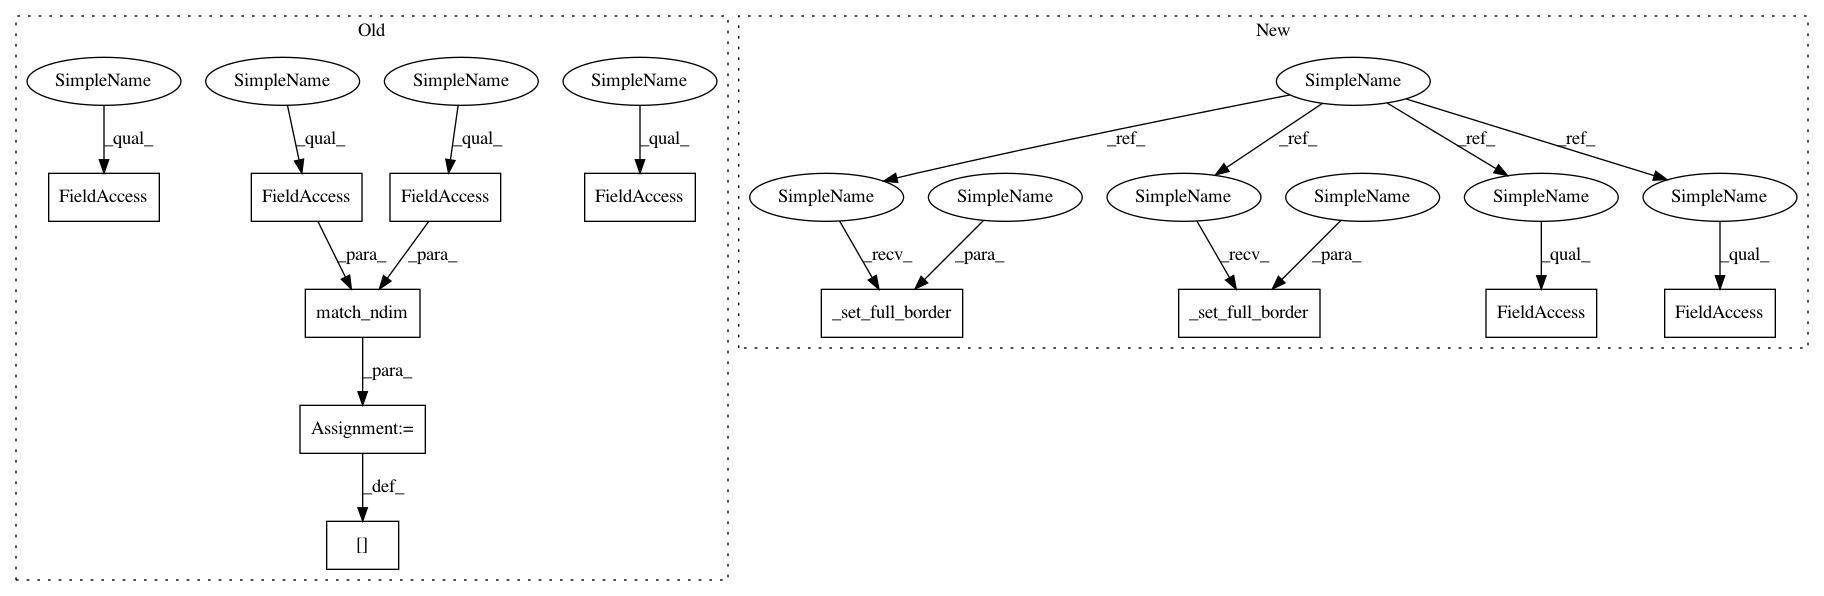 Old
New
SimpleName
SimpleName
SimpleName
SimpleName
SimpleName
_qual_
_qual_
_qual_
_qual_
_ref_
_ref_
_ref_
_ref_
FieldAccess
FieldAccess
FieldAccess
FieldAccess
SimpleName
SimpleName
SimpleName
SimpleName
SimpleName
SimpleName
_para_
_para_
_recv_
_para_
_recv_
_para_
_qual_
_qual_
match_ndim
_set_full_border
_set_full_border
FieldAccess
FieldAccess
_para_
Assignment:=
_def_
[]